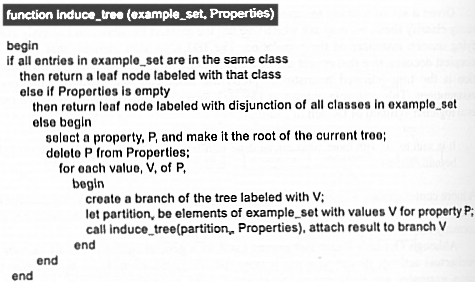 function induce_tree (example_set, Properties)
begin
if all entries in example_set are in the same class
then return a leaf node labeled with that class
else if Properties is empty
then return leaf node labeled with disjunction of all classes in example_set
else begin
select a property, P, and make it the root of the current tree;
delete P from Properties;
for each value, V, of P,
begin
create a branch of the tree labeled with V;
let partition, be elements of example_set with values V for property P;
call induce_tree(partition,, Properties), attach result to branch V
end
end
end